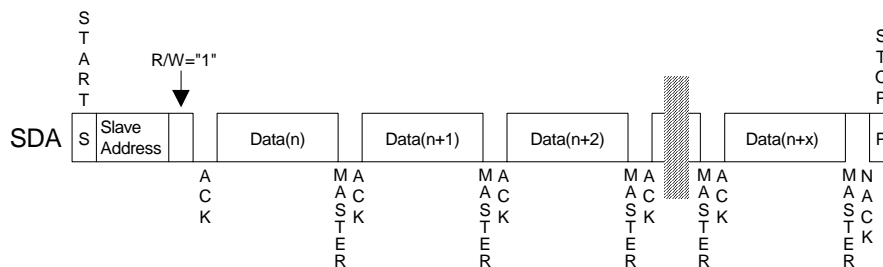 START
R/W="1"
STOP
SDA
S
Slave
Address
Data(n)
Data(n+1)
Data(n+2)
Data(n+x)
P
ACK
MASTER
ACK
MASTER
ACK
MASTER
ACK
MASTER
ACK
MASTER
NACK